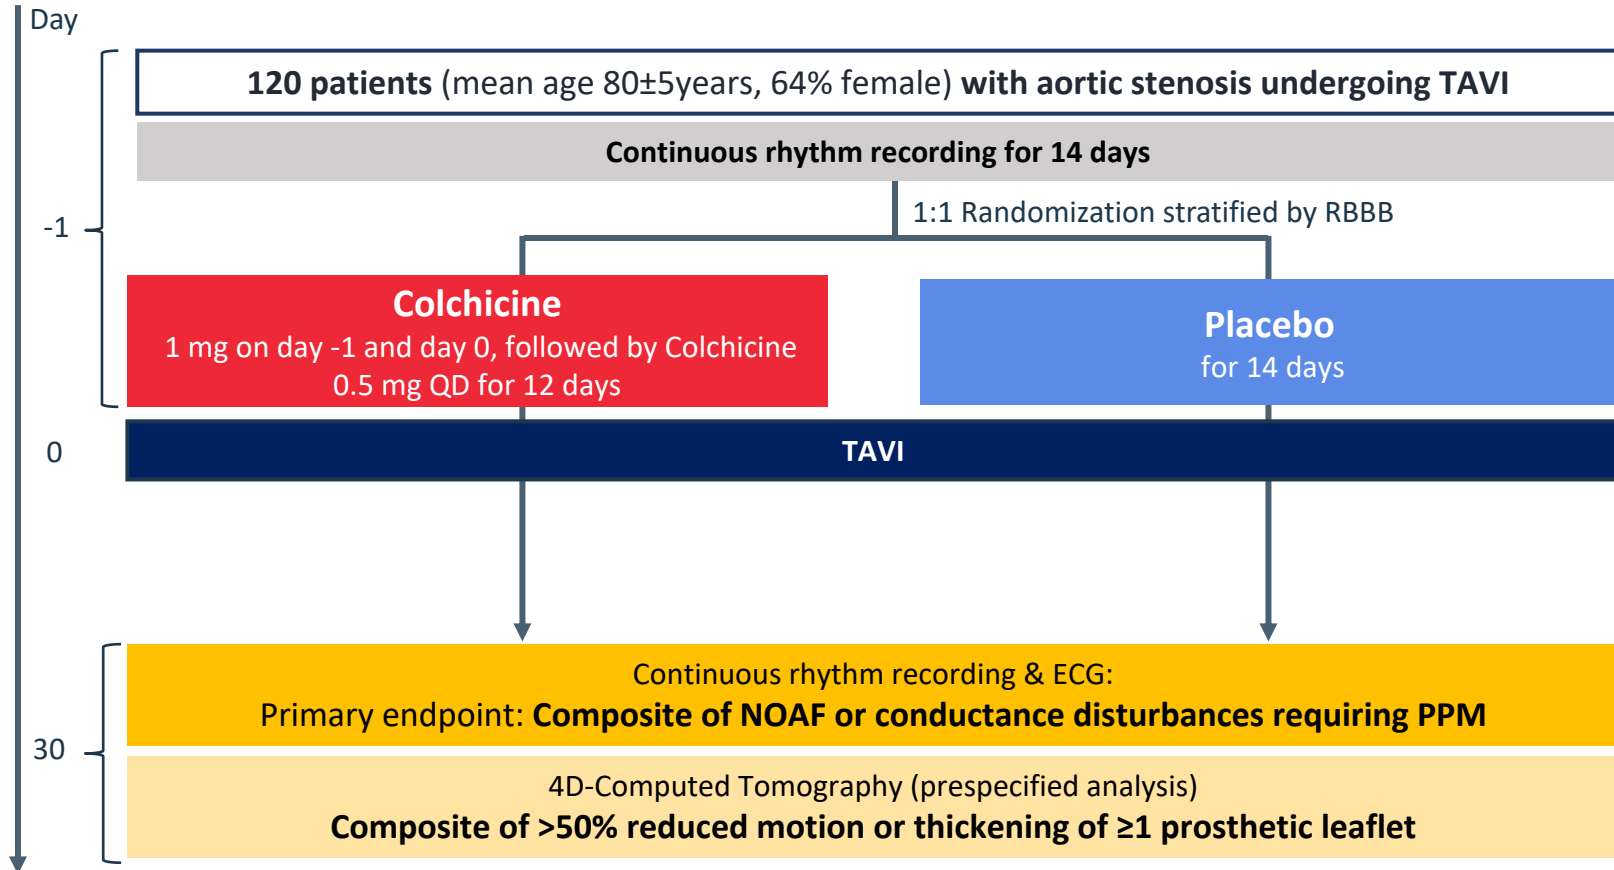 Day
120 patients (mean age 80±5years, 64% female) with aortic stenosis undergoing TAVI
Continuous rhythm recording for 14 days
1:1 Randomization stratified by RBBB
-1
Colchicine
1 mg on day -1 and day 0, followed by Colchicine
0.5 mg QD for 12 days
Placebo
for 14 days
0
TAVI
Continuous rhythm recording & ECG:
Primary endpoint: Composite of NOAF or conductance disturbances requiring PPM
30
4D-Computed Tomography (prespecified analysis)
Composite of >50% reduced motion or thickening of ≥1 prosthetic leaflet